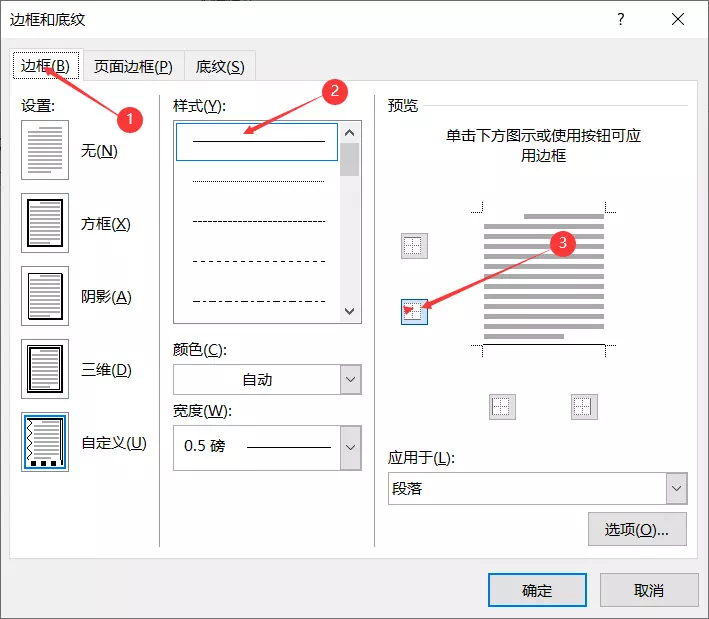 边框和底纹
?
边框(B)
页面边框(P)
底纹(S)
1
设置:
无(N)
方框(X)
阴影(A)
三维(D)
自定义(U)
样式(Y):
2
颜色(C):
自动
宽度(W):
0.5 磅
预览
单击下方图示或使用按钮可应
用边框
3
应用于(L):
段落
选项(O)...
确定
取消